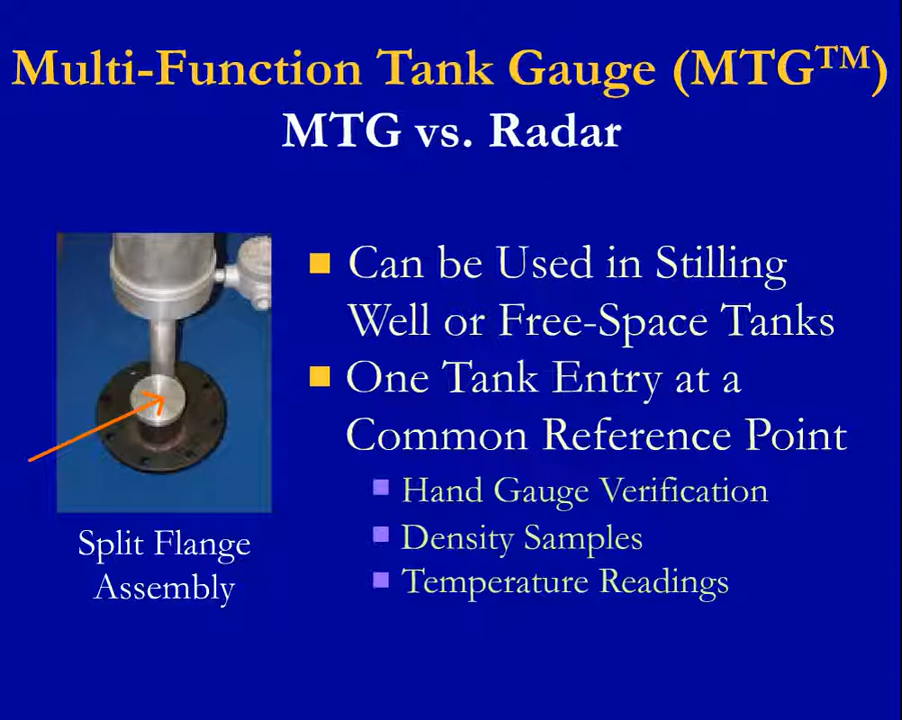 Multi-Function Tank Gauge (MTG™)
MTG vs. Radar
Can be Used in Stilling
Well or Free-Space Tanks
One Tank Entry at a
Common Reference Point
Hand Gauge Verification
Density Samples
Temperature Readings
Split Flange
Assembly